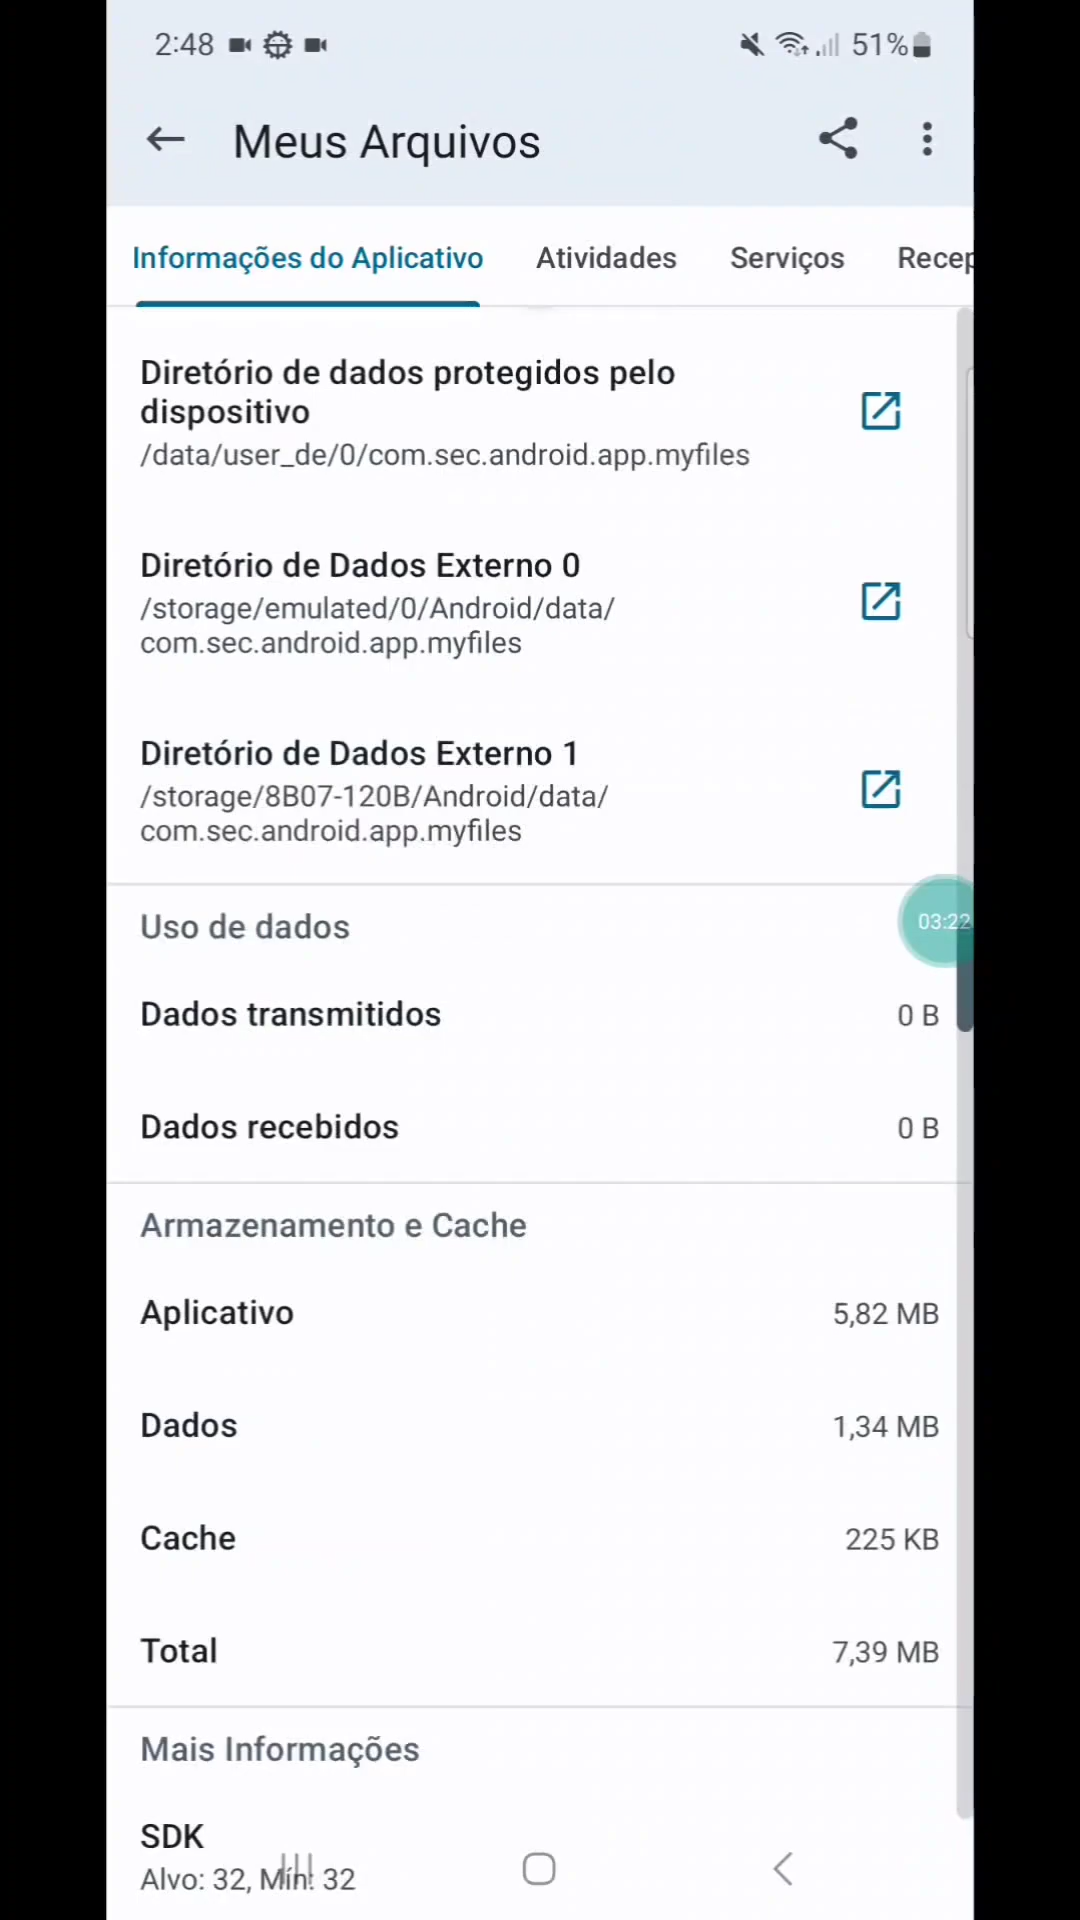 2:48
51%
Meus Arquivos
Informações do Aplicativo
Atividades
Serviços
Recep
Diretório de dados protegidos pelo
dispositivo
/data/user_de/0/com.sec.android.app.myfiles
Diretório de Dados Externo 0
/storage/emulated/0/Android/data/
com.sec.android.app.myfiles
Diretório de Dados Externo 1
/storage/8B07-120B/Android/data/
com.sec.android.app.myfiles
Uso de dados
03:22
Dados transmitidos
0 B
Dados recebidos
0 B
Armazenamento e Cache
Aplicativo
5,82 MB
Dados
1,34 MB
Cache
225 KB
Total
7,39 MB
Mais Informações
SDK
Alvo: 32, Mín: 32